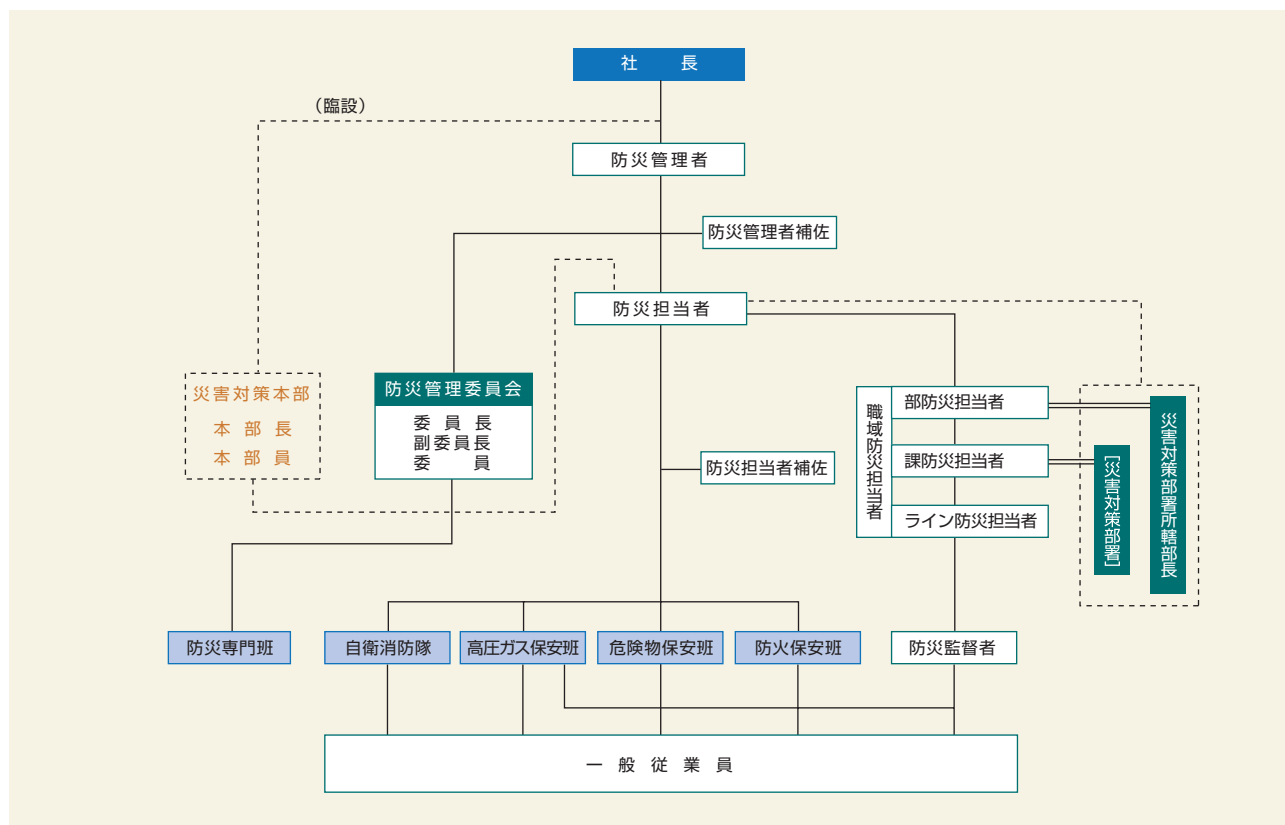 社長
（臨設）
防災管理者
防災管理者補佐
防災担当者
災害対策本部
本部長
本部員
防災管理委員会
委員長
副委員長
委員
防災担当者補佐
職域防災担当者
部防災担当者
課防災担当者
ライン防災担当者
［災害対策部署］
災害対策部署所轄部長
防災専門班
自衛消防隊
高圧ガス保安班
危険物保安班
防火保安班
防災監督者
一般従業員